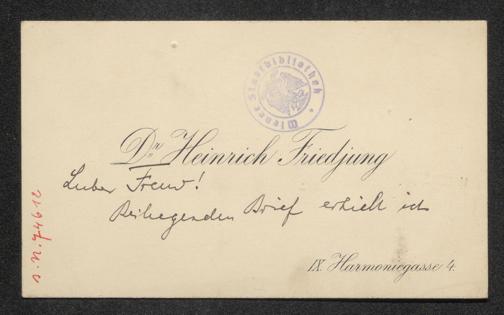 Wiener Stadtbibliothek
Dr. Heinrich Friedjung
Lieber Freund!
Beiliegenden Brief erhielt ich
IX. Harmoniegasse 4.
I. N. 74612